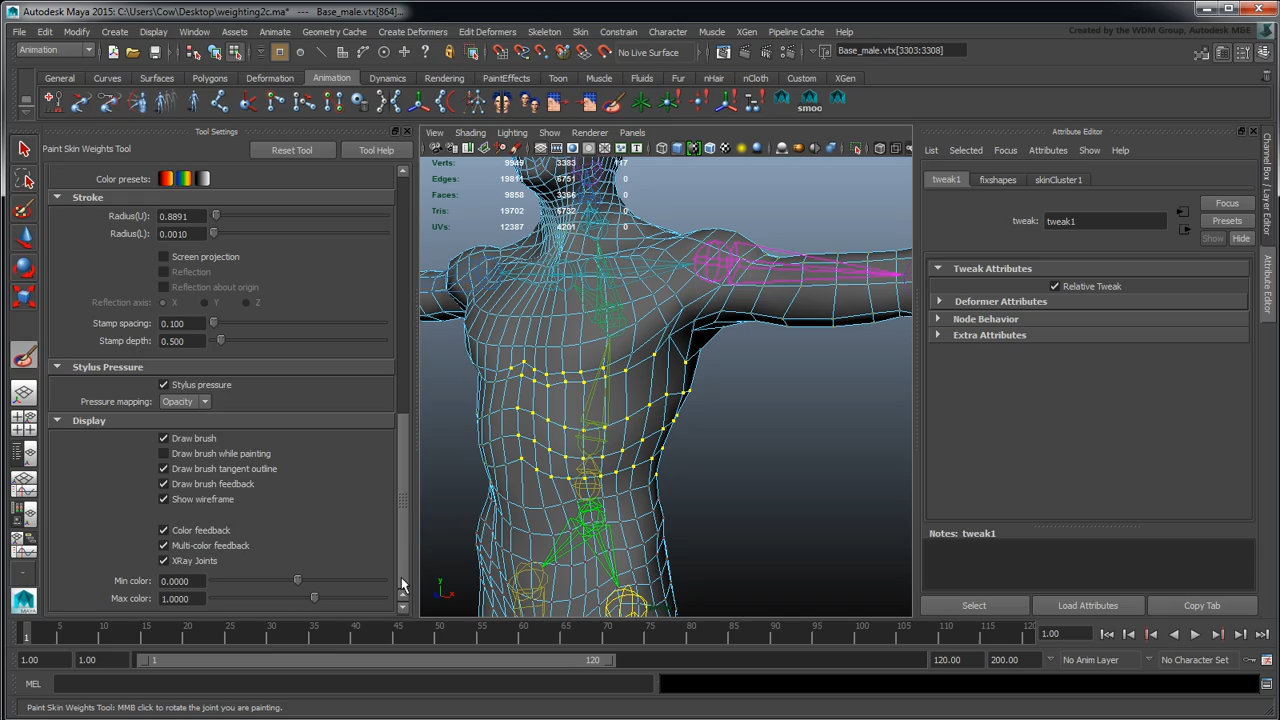 Autodesk Maya 2015: C:\Users\Cow\Desktop\weighting2c.ma* - Base_male.vtx[864]...
File Edit Modify Create Display Window Assets Animate Geometry Cache Create Deformers Edit Deformers Skeleton Skin Constrain Character Muscle XGen Pipeline Cache Help
Created by the WDM Group, Autodesk MGE
Animation No Live Surface Base_male.vtx[3303:3308]
General Curves Surfaces Polygons Deformation Animation Dynamics Rendering PaintEffects Toon Muscle Fluids Fur nHair nCloth Custom XGen
smoo
Tool Settings
Paint Skin Weights Tool Reset Tool Tool Help
Color presets:
Stroke
Radius(U): 0.8891
Radius(L): 0.0010
Screen projection
Reflection
Reflection about origin
Reflection axis: X Y Z
Stamp spacing: 0.100
Stamp depth: 0.500
Stylus Pressure
Stylus pressure
Pressure mapping: Opacity
Display
Draw brush
Draw brush while painting
Draw brush tangent outline
Draw brush feedback
Show wireframe
Color feedback
Multi-color feedback
XRay Joints
Min color: 0.0000
Max color: 1.0000
View Shading Lighting Show Renderer Panels
Verts: 9949 3383 117
Edges: 19811 6751 0
Faces: 9858 3366 0
Tris: 19702 6732 0
UVs: 12387 4201 0
y
x
Attribute Editor
List Selected Focus Attributes Show Help
tweak1 fixshapes skinCluster1
Focus
tweak: tweak1 Presets
Show Hide
Tweak Attributes
Relative Tweak
Deformer Attributes
Node Behavior
Extra Attributes
Notes: tweak1
Select Load Attributes Copy Tab
Channel Box / Layer Editor
Attribute Editor
1 5 10 15 20 25 30 35 40 45 50 55 60 65 70 75 80 85 90 95 100 105 110 115 120 1.00
1.00 1.00 1 120 120.00 200.00 No Anim Layer No Character Set
MEL
Paint Skin Weights Tool: MMB click to rotate the joint you are painting.